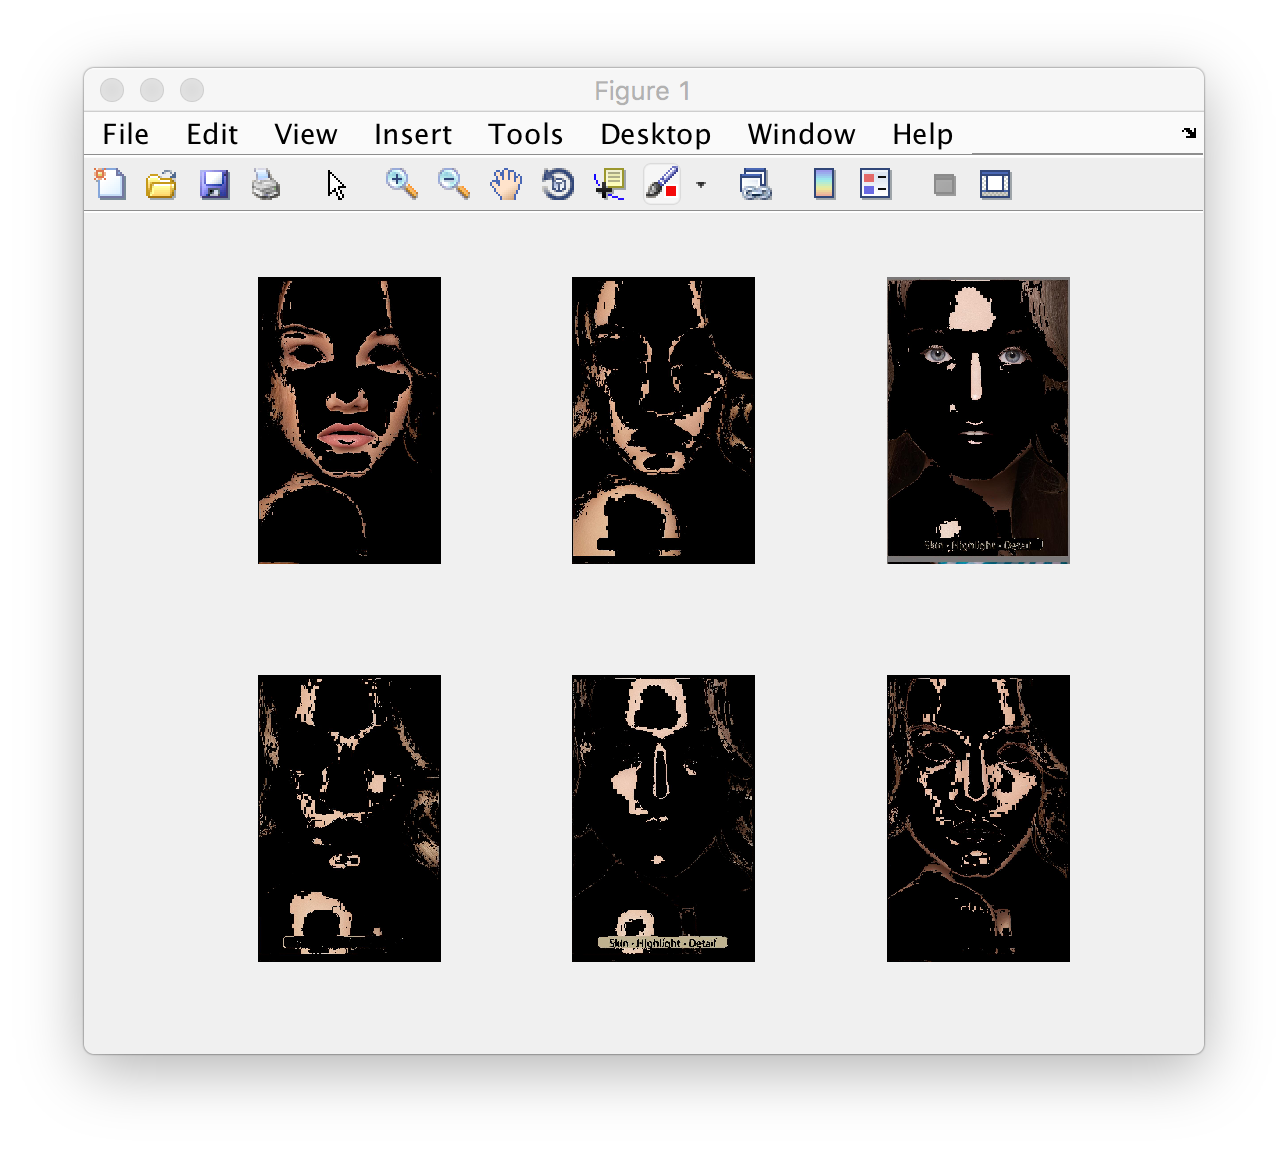 Figure 1
File Edit View Insert Tools Desktop Window Help
Skin · Highlight · Detail
Skin · Highlight · Detail